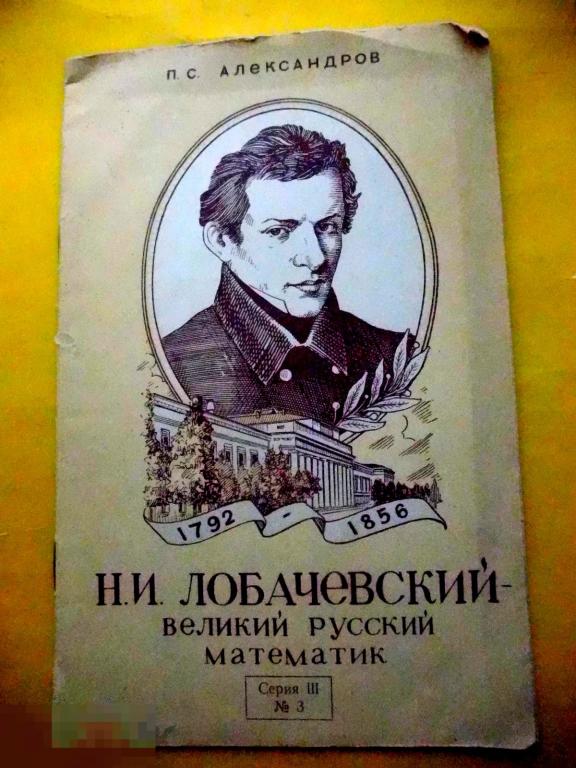 П. С. АЛЕКСАНДРОВ
1792 - 1856
Н.И. ЛОБАЧЕВСКИЙ-
ВЕЛИКИЙ РУССКИЙ
МАТЕМАТИК
Серия III
№ 3